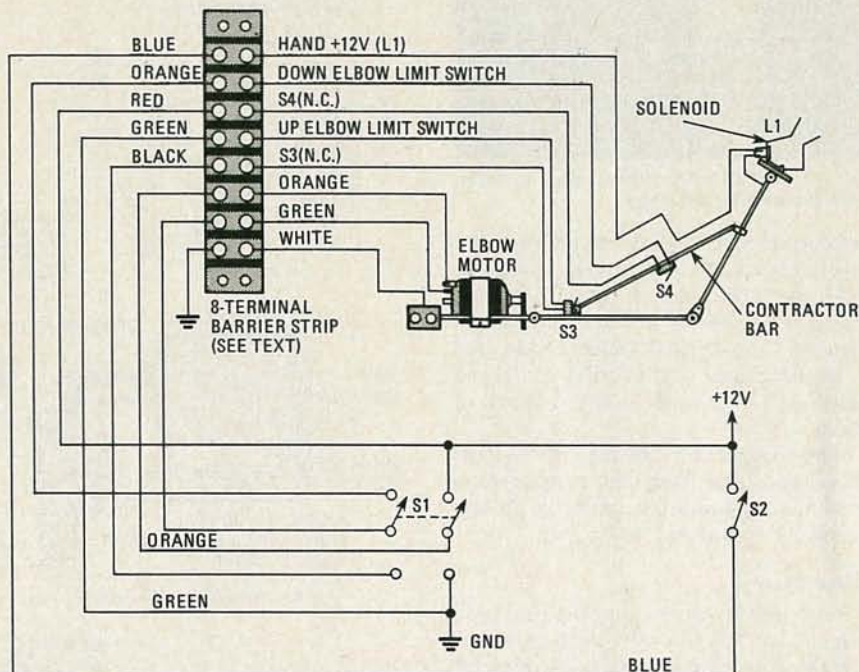 BLUE HAND +12V (L1)
ORANGE DOWN ELBOW LIMIT SWITCH
RED S4(N.C.)
GREEN UP ELBOW LIMIT SWITCH
BLACK S3(N.C.)
ORANGE
GREEN
WHITE
8-TERMINAL
BARRIER STRIP
(SEE TEXT)
ELBOW
MOTOR
SOLENOID
L1
S4
S3
CONTRACTOR
BAR
+12V
S1
S2
ORANGE
GREEN
GND
BLUE